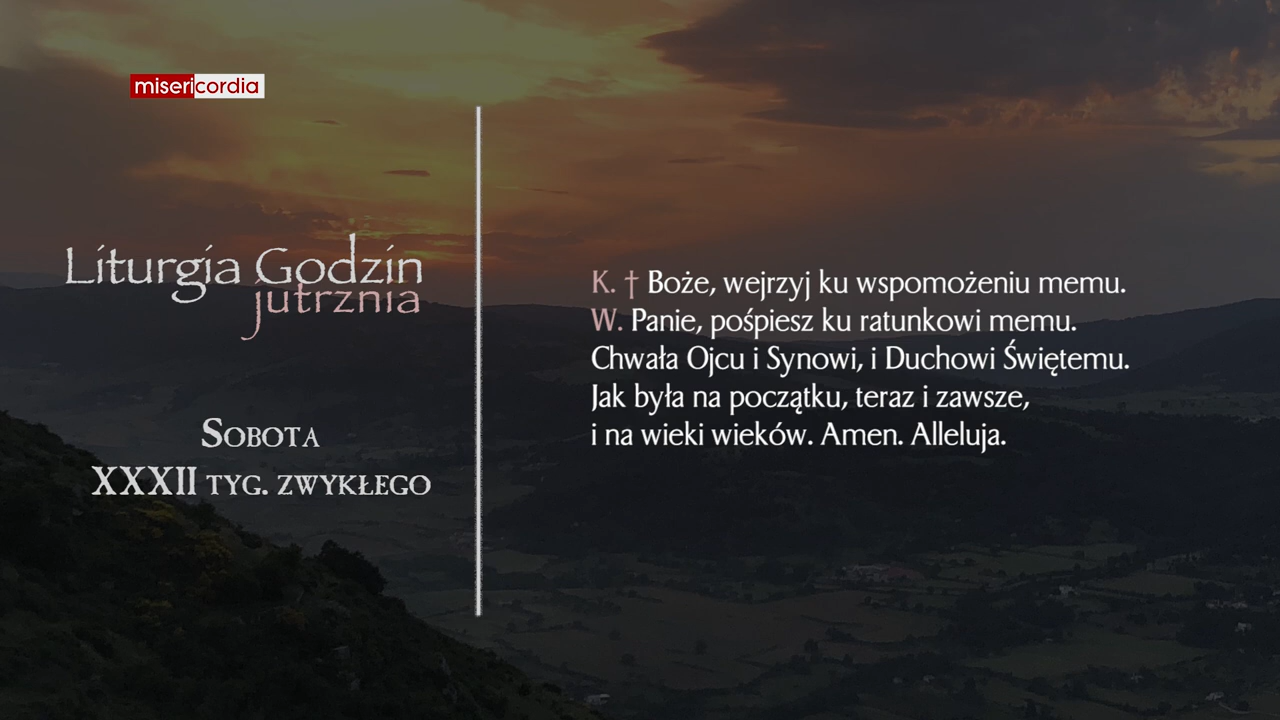 misericordia
Liturgia Godzin
jutrznia
Sobota
XXXII tyg. zwykłego
K. † Boże, wejrzyj ku wspomożeniu memu.
W. Panie, pośpiesz ku ratunkowi memu.
Chwała Ojcu i Synowi, i Duchowi Świętemu.
Jak była na początku, teraz i zawsze,
i na wieki wieków. Amen. Alleluja.